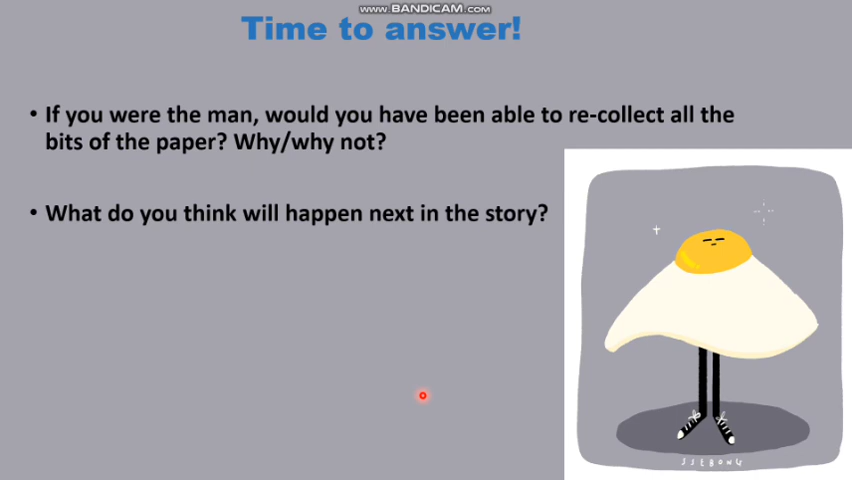 www.BANDICAM.com
Time to answer!
• If you were the man, would you have been able to re-collect all the
bits of the paper? Why/why not?
• What do you think will happen next in the story?
SSEBONG